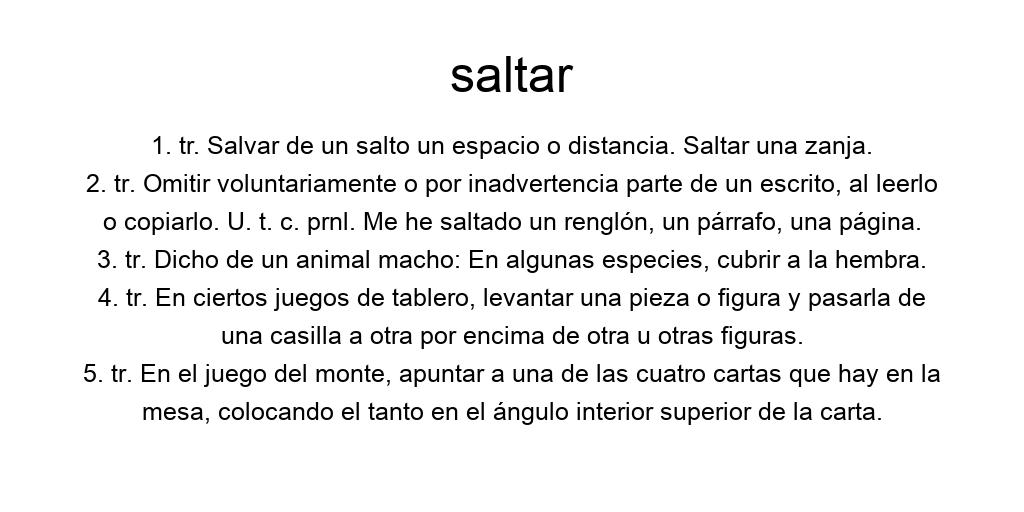 saltar
1. tr. Salvar de un salto un espacio o distancia. Saltar una zanja.
2. tr. Omitir voluntariamente o por inadvertencia parte de un escrito, al leerlo
o copiarlo. U. t. c. prnl. Me he saltado un renglón, un párrafo, una página.
3. tr. Dicho de un animal macho: En algunas especies, cubrir a la hembra.
4. tr. En ciertos juegos de tablero, levantar una pieza o figura y pasarla de
una casilla a otra por encima de otra u otras figuras.
5. tr. En el juego del monte, apuntar a una de las cuatro cartas que hay en la
mesa, colocando el tanto en el ángulo interior superior de la carta.